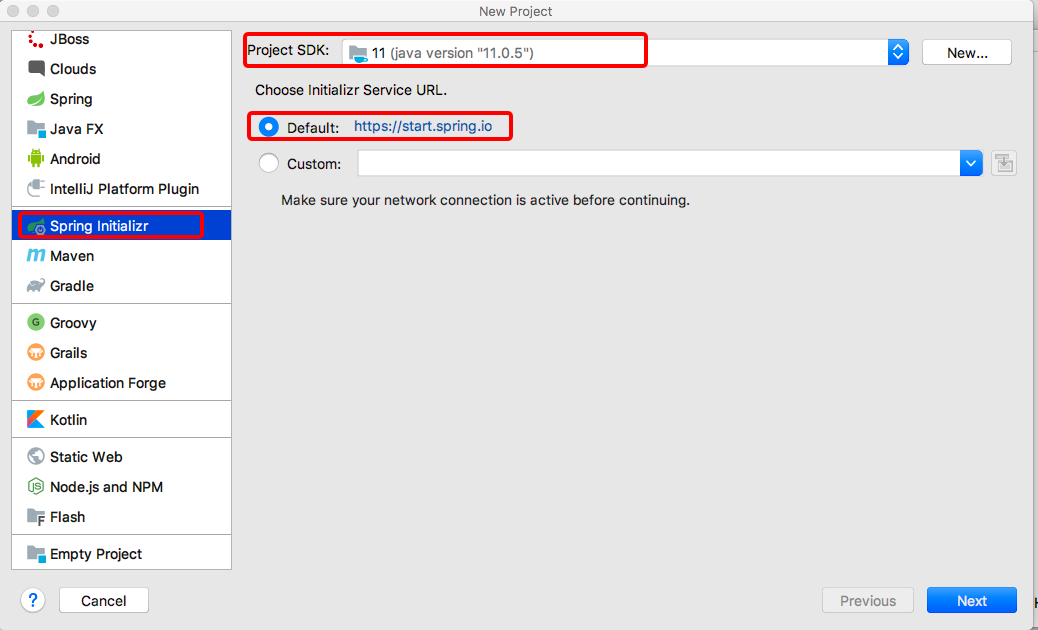 New Project
JBoss
Clouds
Spring
Java FX
Android
IntelliJ Platform Plugin
Spring Initializr
Maven
Gradle
Groovy
Grails
Application Forge
Kotlin
Static Web
Node.js and NPM
Flash
Empty Project
Project SDK: 11 (java version "11.0.5") New...
Choose Initializr Service URL.
Default: https://start.spring.io
Custom:
Make sure your network connection is active before continuing.
? Cancel Previous Next